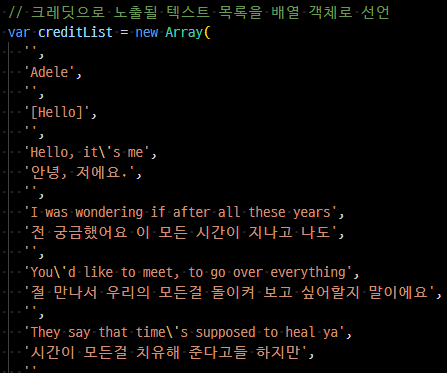 // 크레딧으로 노출될 텍스트 목록을 배열 객체로 선언
var creditList = new Array(
'',
'Adele',
'',
'[Hello]',
'',
'Hello, it\'s me',
'안녕, 저에요.',
'',
'I was wondering if after all these years',
'전 궁금했어요 이 모든 시간이 지나고 나도',
'',
'You\'d like to meet, to go over everything',
'절 만나서 우리의 모든걸 돌이켜 보고 싶어할지 말이에요',
'',
'They say that time\'s supposed to heal ya',
'시간이 모든걸 치유해 준다고들 하지만',
''